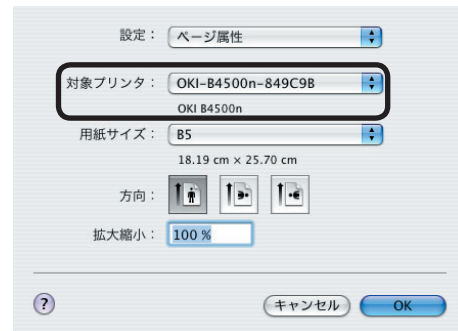 設定： ページ属性
対象プリンタ： OKI-B4500n-849C9B
OKI B4500n
用紙サイズ： B5
18.19 cm × 25.70 cm
方向：
拡大縮小： 100 %
? キャンセル OK